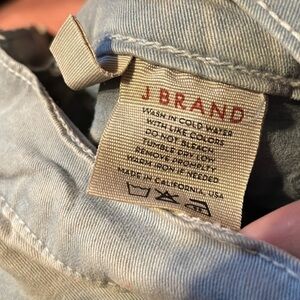 J BRAND
WASH IN COLD WATER
WITH LIKE COLORS
DO NOT BLEACH
TUMBLE DRY LOW
REMOVE PROMPTLY
WARM IRON IF NEEDED
MADE IN CALIFORNIA, USA